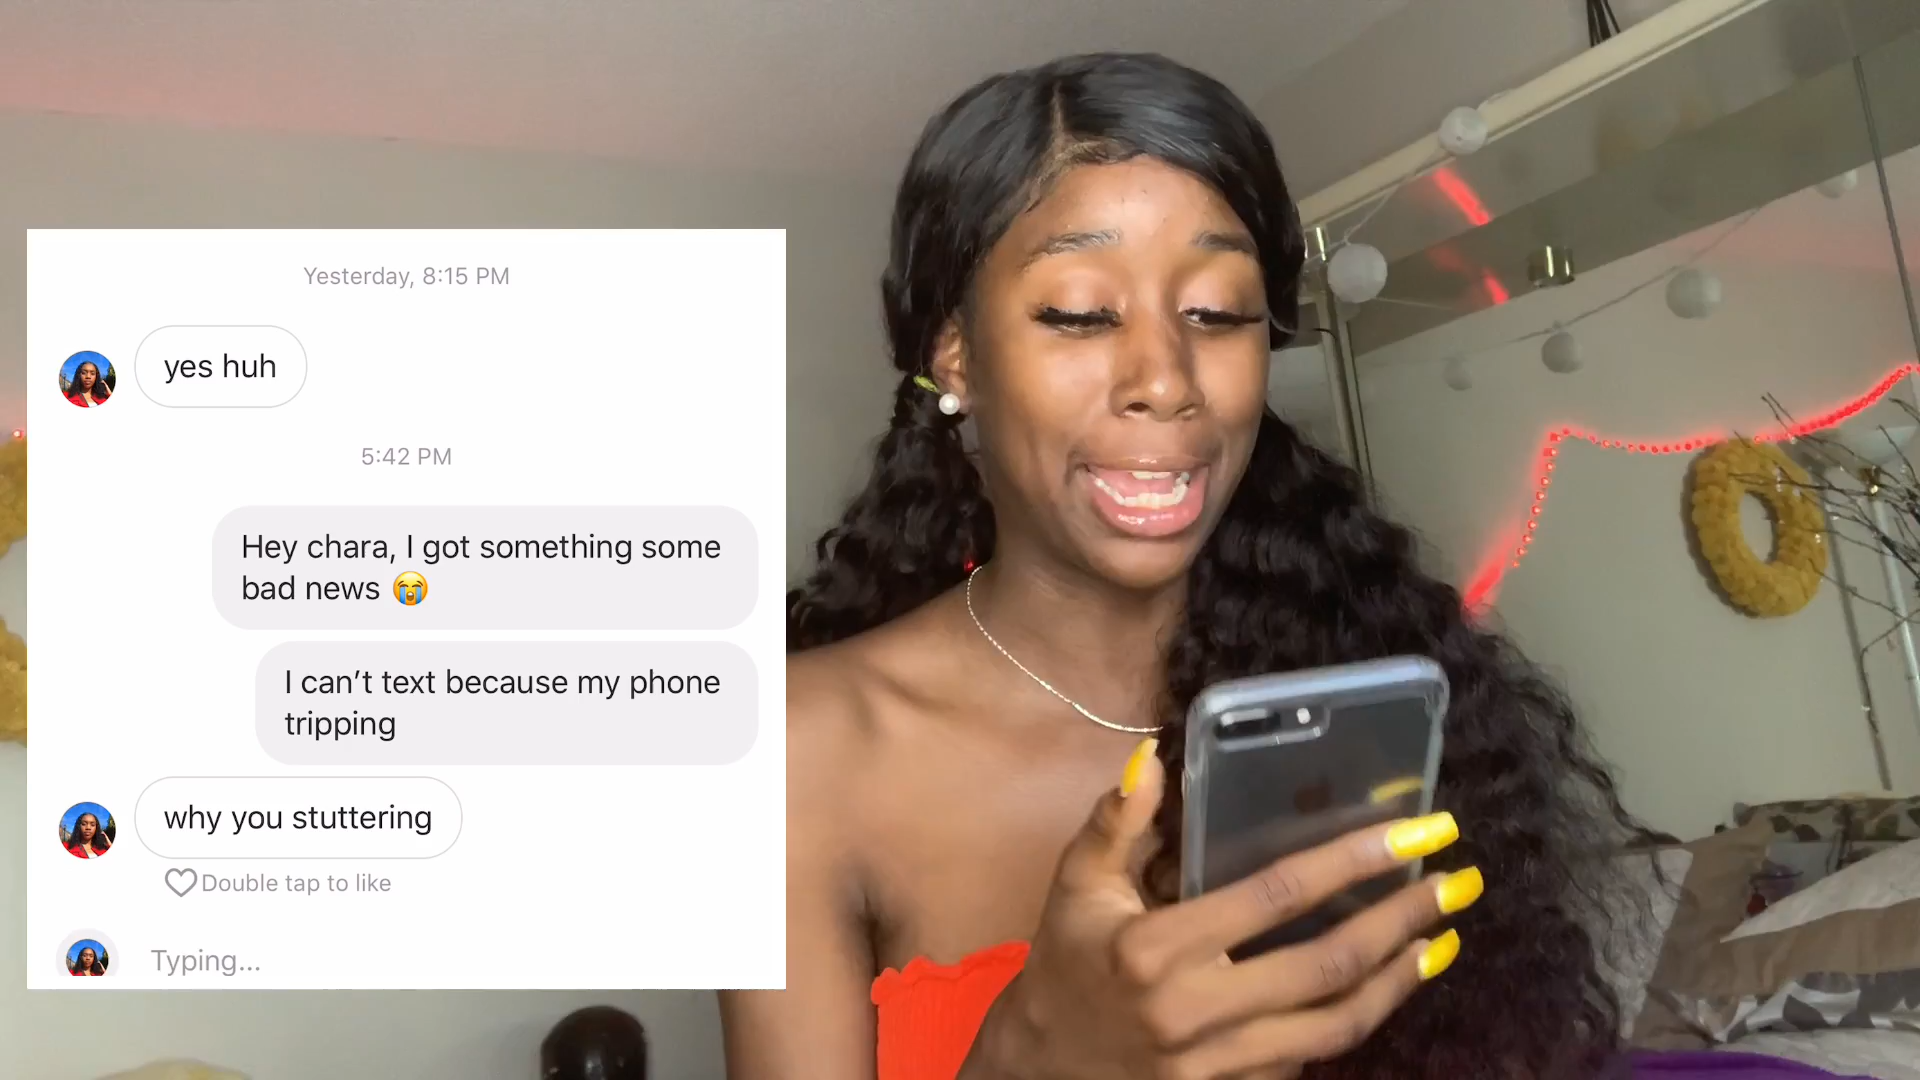 Yesterday, 8:15 PM
yes huh
5:42 PM
Hey chara, I got something some
bad news 😭
I can’t text because my phone
tripping
why you stuttering
Double tap to like
Typing...